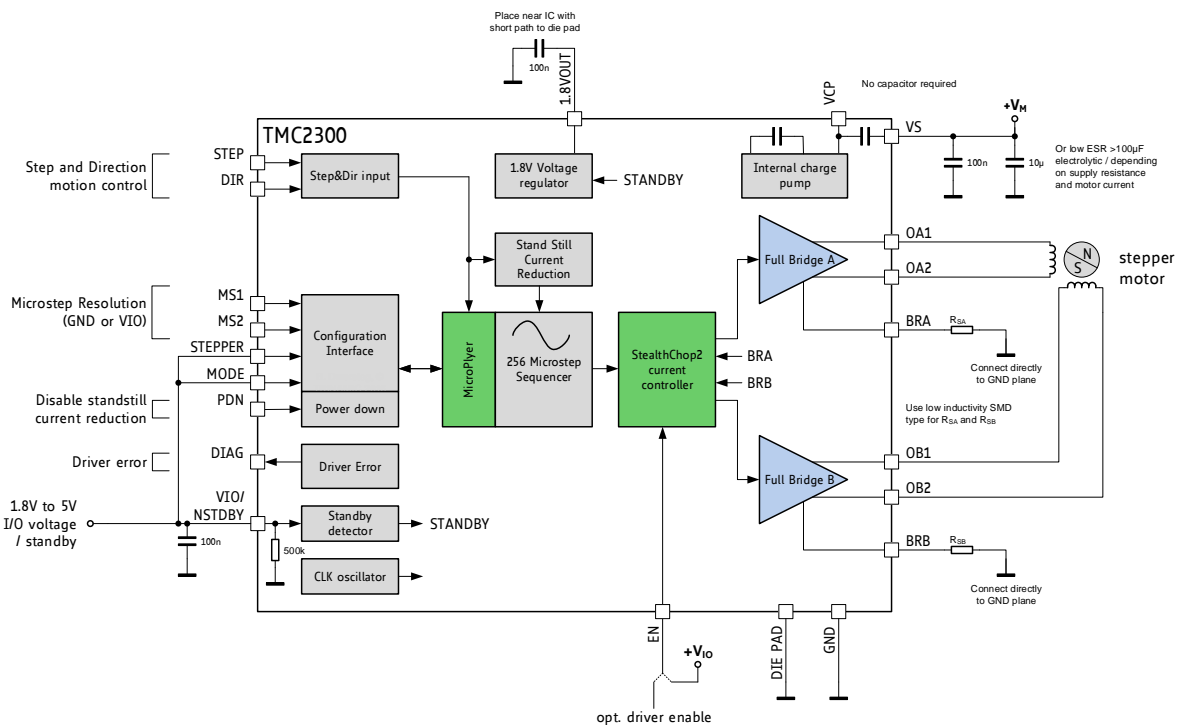 Place near IC with
short path to die pad
100n
1.8VOUT
VCP
No capacitor required
+VM
TMC2300
VS
100n
10µ
Or low ESR >100µF
electrolytic / depending
on supply resistance
and motor current
Step and Direction
motion control
STEP
DIR
Step&Dir input
1.8V Voltage
regulator
STANDBY
Internal charge
pump
Stand Still
Current
Reduction
Full Bridge A
OA1
OA2
N
S
stepper
motor
Microstep Resolution
(GND or VIO)
MS1
MS2
STEPPER
MODE
PDN
Configuration
Interface
Power down
MicroPlyer
256 Microstep
Sequencer
StealthChop2
current
controller
BRA
BRB
BRA
RSA
Connect directly
to GND plane
Disable standstill
current reduction
Use low inductivity SMD
type for RSA and RSB
Driver error
DIAG
Driver Error
Full Bridge B
OB1
OB2
1.8V to 5V
I/O voltage
/ standby
VIO/
NSTDBY
100n
500k
Standby
detector
STANDBY
CLK oscillator
BRB
RSB
Connect directly
to GND plane
EN
DIE PAD
GND
+VIO
opt. driver enable